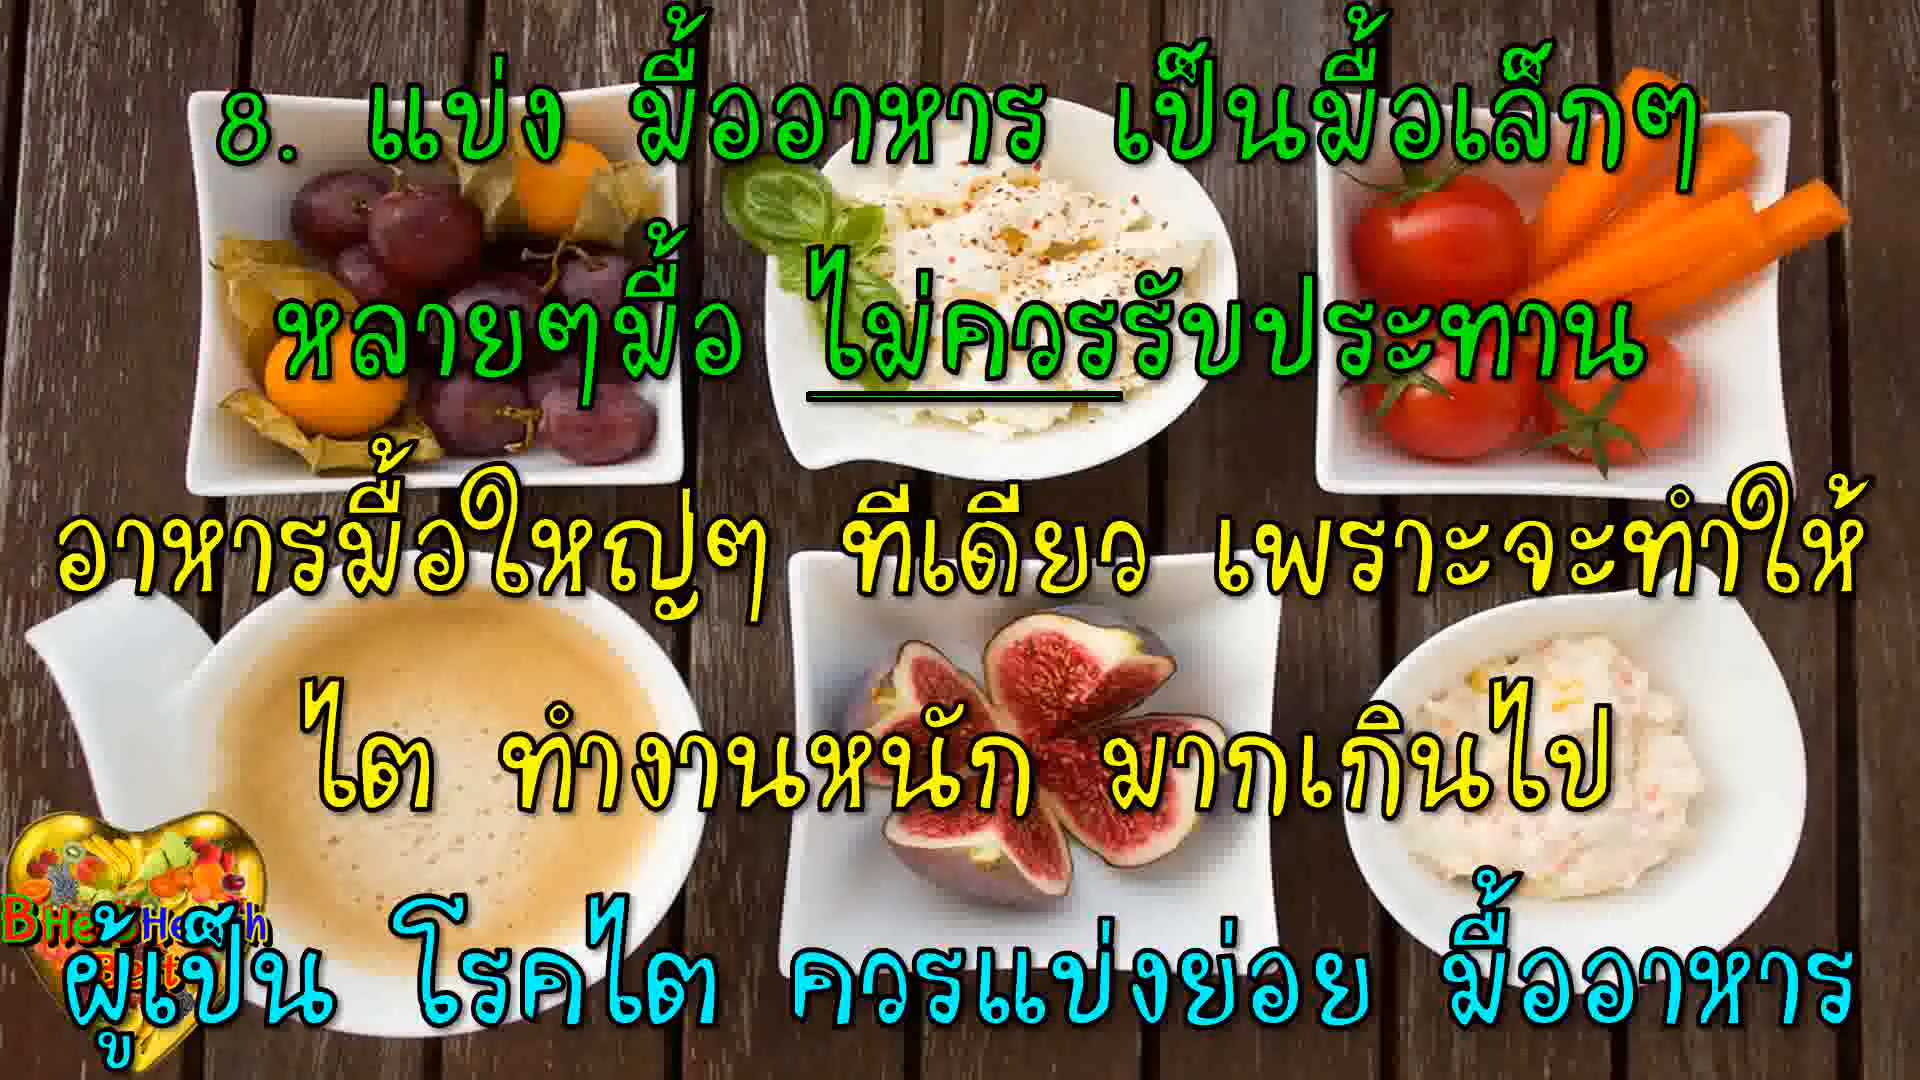 8. แบ่ง มื้ออาหาร เป็นมื้อเล็กๆ
หลายๆมื้อ ไม่ควรรับประทาน
อาหารมื้อใหญ่ๆ ทีเดียว เพราะจะทำให้
ไต ทำงานหนัก มากเกินไป
ผู้เป็น โรคไต ควรแบ่งย่อย มื้ออาหาร